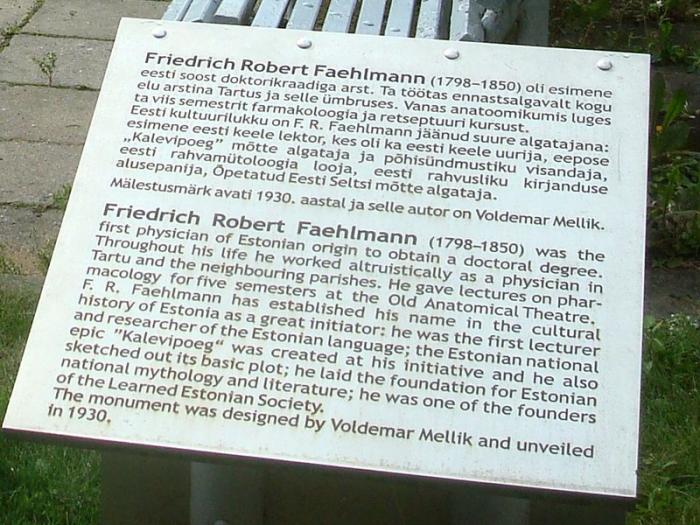 Friedrich Robert Faehlmann (1798–1850) oli esimene
eesti soost doktorikraadiga arst. Ta töötas ennastsalgavalt kogu
elu arstina Tartus ja selle ümbruses. Vanas anatoomikumis luges
ta viis semestrit farmakoloogia ja retseptuuri kursust.
Eesti kultuurilukku on F. R. Faehlmann jäänud suure algatajana:
esimene eesti keele lektor, kes oli ka eesti keele uurija, eepose
„Kalevipoeg” mõtte algataja ja põhisündmustiku visandaja,
eesti rahvamütoloogia looja, eesti rahvusliku kirjanduse
alusepanija, Õpetatud Eesti Seltsi mõtte algataja.
Mälestusmärk avati 1930. aastal ja selle autor on Voldemar Mellik.
Friedrich Robert Faehlmann (1798–1850) was the
first physician of Estonian origin to obtain a doctoral degree.
Throughout his life he worked altruistically as a physician in
Tartu and the neighbouring parishes. He gave lectures on phar-
macology for five semesters at the Old Anatomical Theatre.
F. R. Faehlmann has established his name in the cultural
history of Estonia as a great initiator: he was the first lecturer
and researcher of the Estonian language; the Estonian national
epic ”Kalevipoeg“ was created at his initiative and he also
sketched out its basic plot; he laid the foundation for Estonian
national mythology and literature; he was one of the founders
of the Learned Estonian Society.
The monument was designed by Voldemar Mellik and unveiled
in 1930.